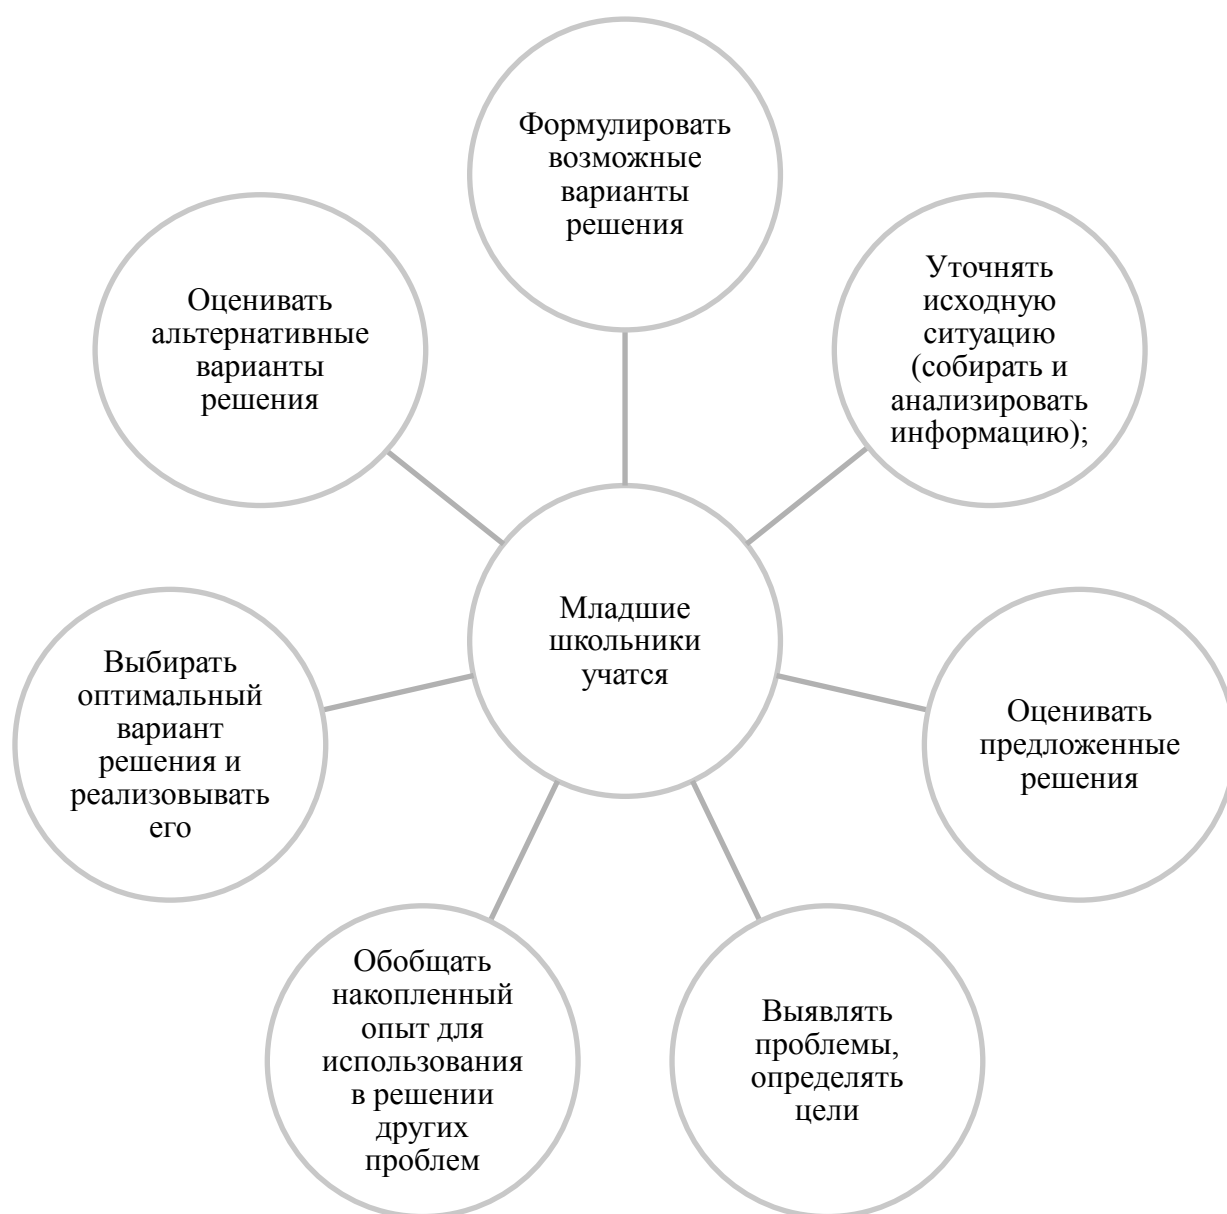 Формулировать
возможные
варианты
решения
Уточнять
исходную
ситуацию
(собирать и
анализировать
информацию);
Оценивать
предложенные
решения
Выявлять
проблемы,
определять
цели
Обобщать
накопленный
опыт для
использования
в решении
других
проблем
Выбирать
оптимальный
вариант
решения и
реализовывать
его
Оценивать
альтернативные
варианты
решения
Младшие
школьники
учатся